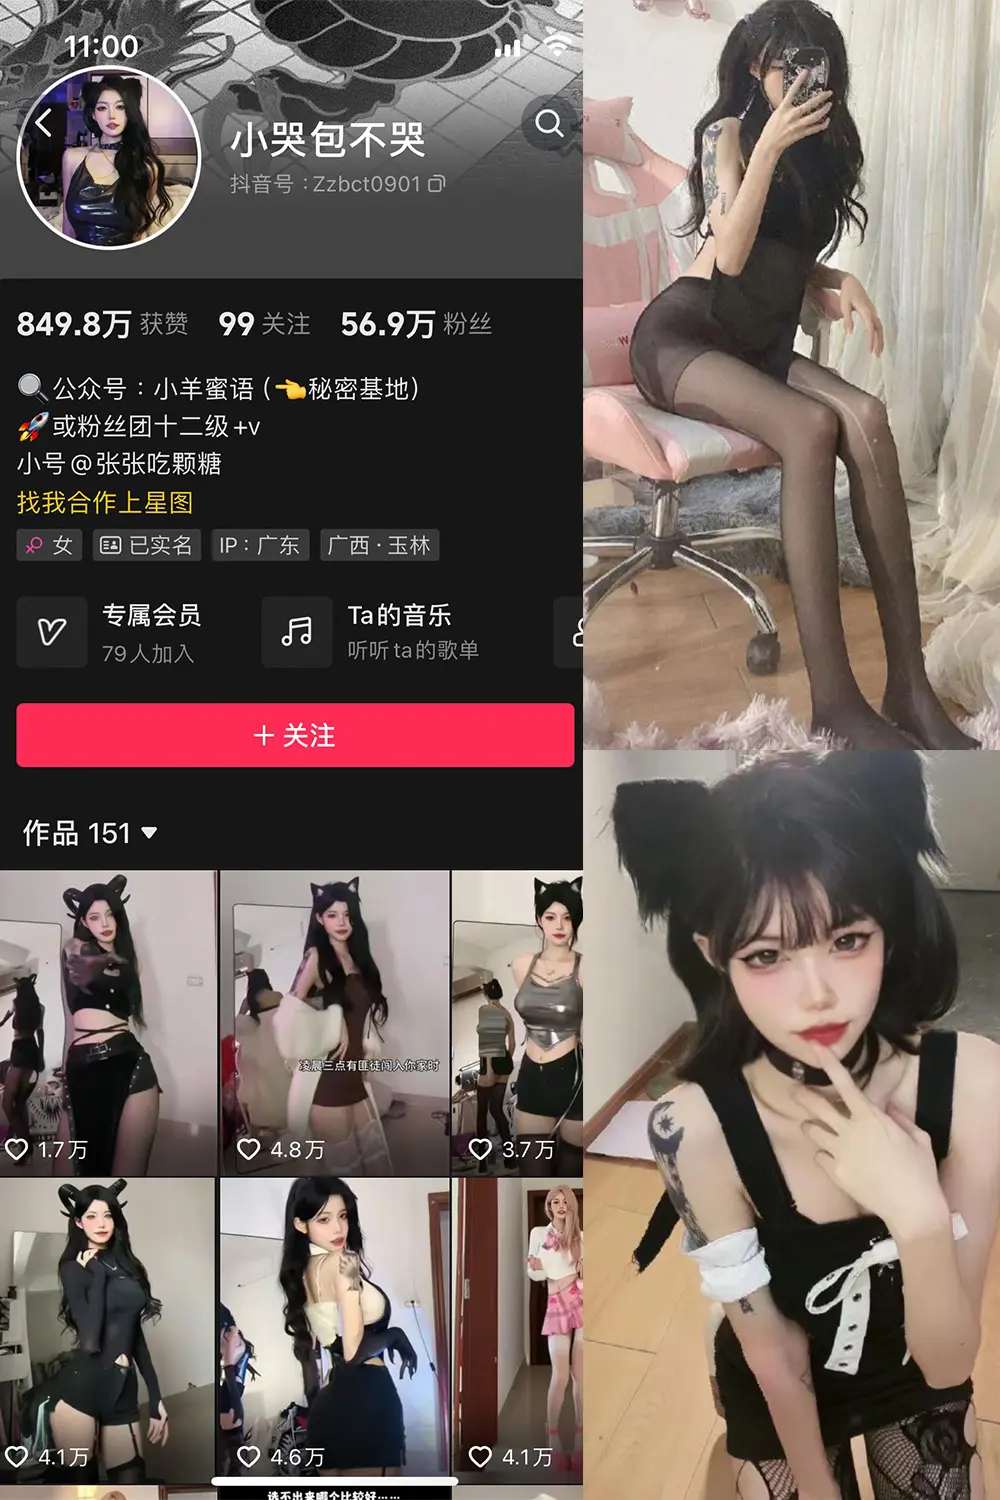 11:00
小哭包不哭
抖音号：Zzbct0901
849.8万 获赞 99 关注 56.9万 粉丝
公众号：小羊蜜语 (👈秘密基地)
或粉丝团十二级+v
小号@张张吃颗糖
找我合作上星图
女 已实名 IP：广东 广西·玉林
专属会员 Ta的音乐
79人加入 听听ta的歌单
+ 关注
作品 151
凌晨三点有匪徒闯入你家时
1.7万 4.8万 3.7万
4.1万 4.6万 4.1万
选不出来哪个比较好……